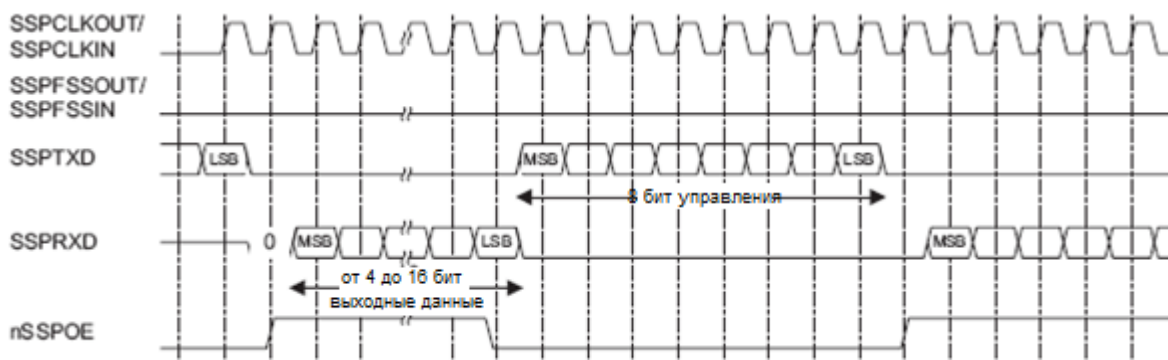 SSPCLKOUT/
SSPCLKIN
SSPFSSOUT/
SSPFSSIN
SSPTXD LSB MSB LSB
8 бит управления
SSPRXD 0 MSB LSB MSB
от 4 до 16 бит
выходные данные
nSSPOE